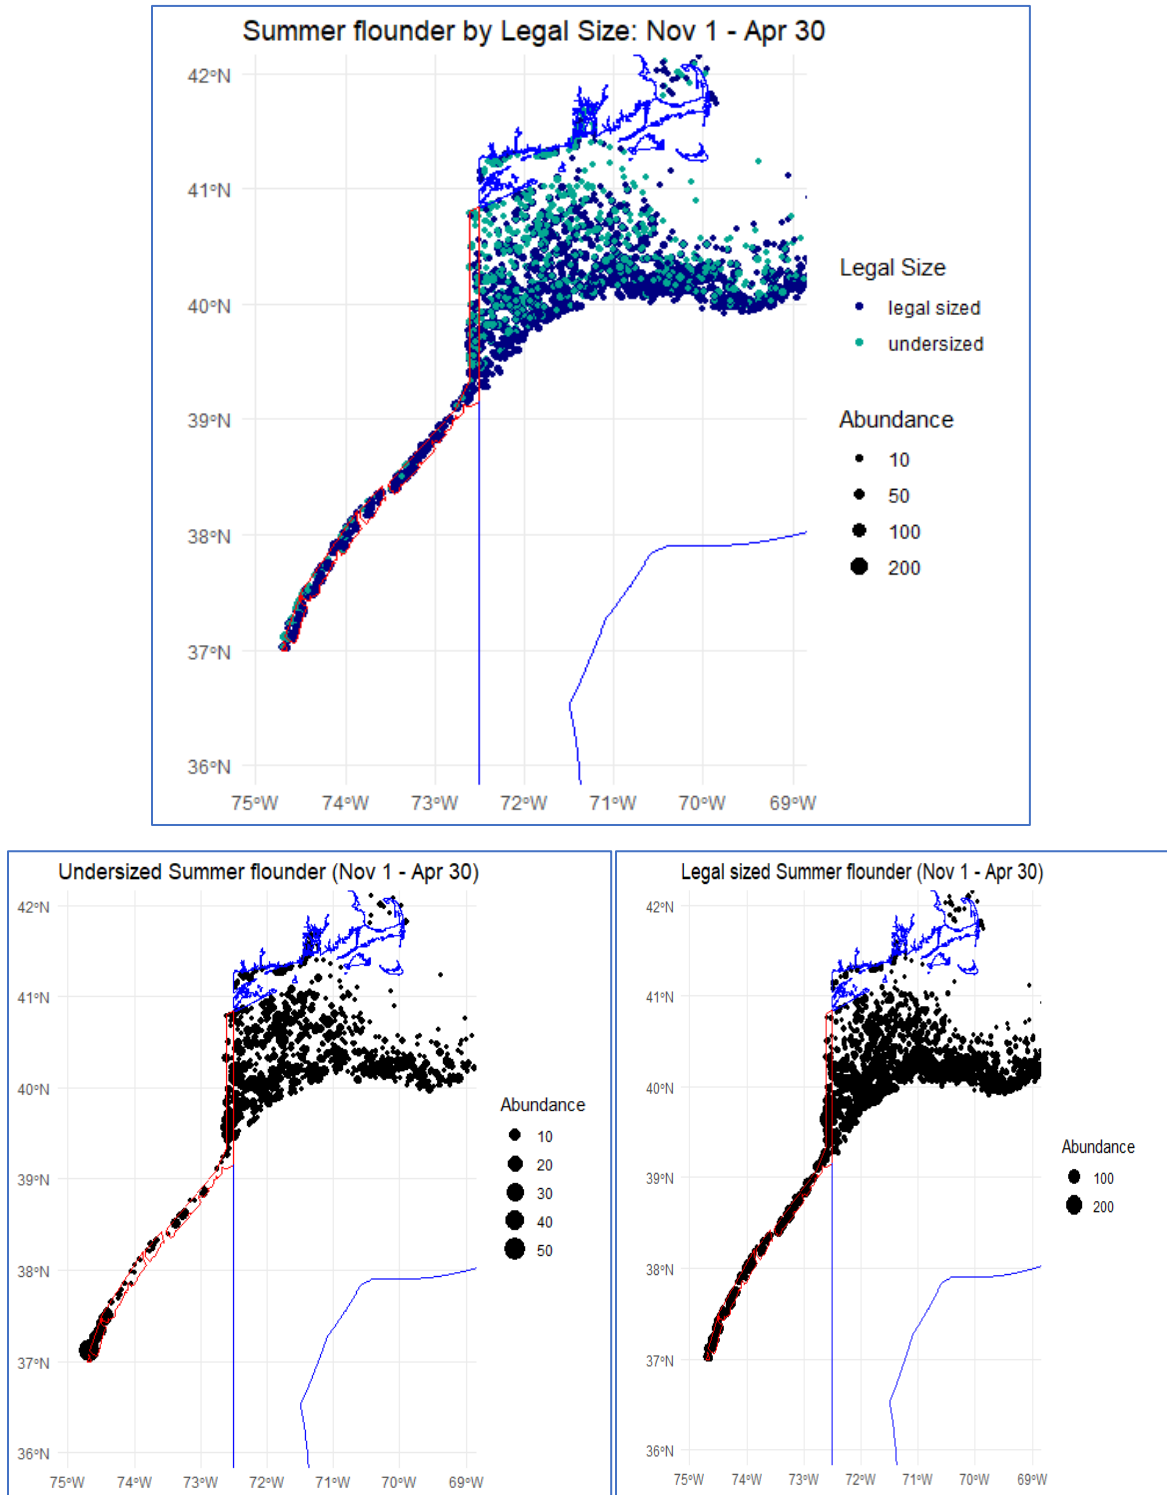 Summer flounder by Legal Size: Nov 1 - Apr 30
42°N
41°N
40°N
39°N
38°N
37°N
36°N
75°W 74°W 73°W 72°W 71°W 70°W 69°W
Legal Size
legal sized
undersized
Abundance
10
50
100
200
Undersized Summer flounder (Nov 1 - Apr 30)
42°N
41°N
40°N
39°N
38°N
37°N
36°N
75°W 74°W 73°W 72°W 71°W 70°W 69°W
Abundance
10
20
30
40
50
Legal sized Summer flounder (Nov 1 - Apr 30)
42°N
41°N
40°N
39°N
38°N
37°N
36°N
75°W 74°W 73°W 72°W 71°W 70°W 69°W
Abundance
100
200